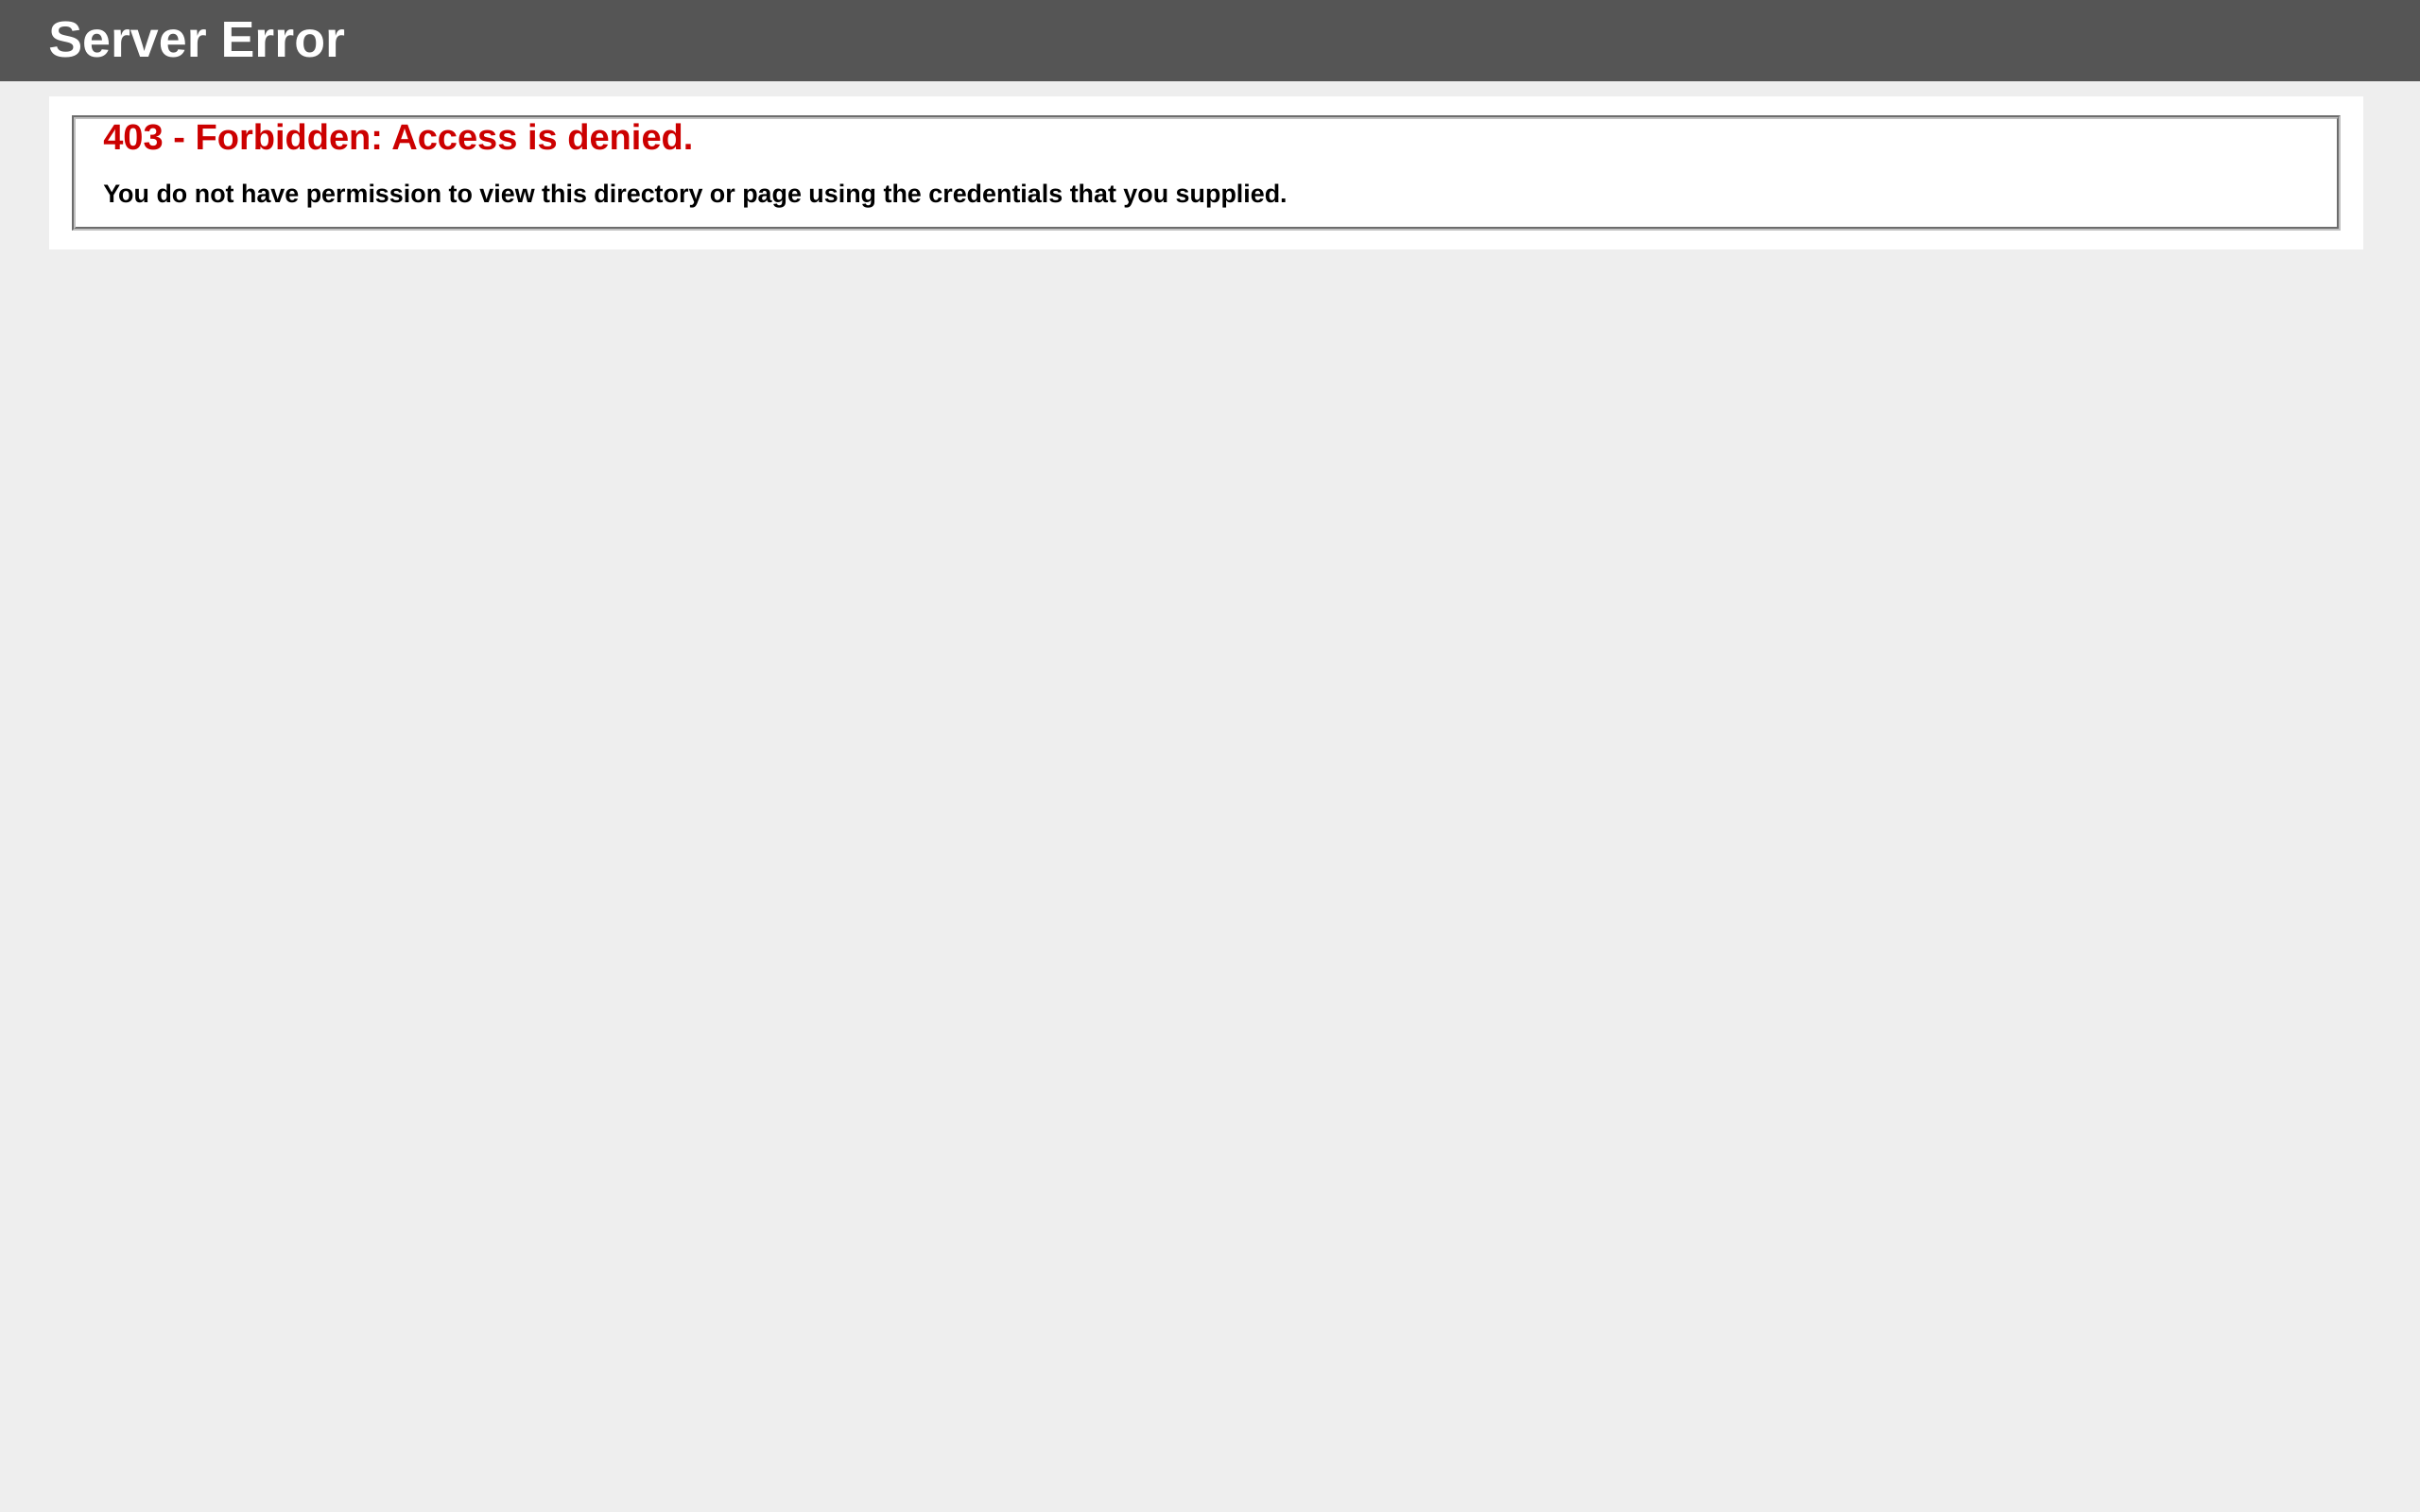 Server Error
403 - Forbidden: Access is denied.
You do not have permission to view this directory or page using the credentials that you supplied.